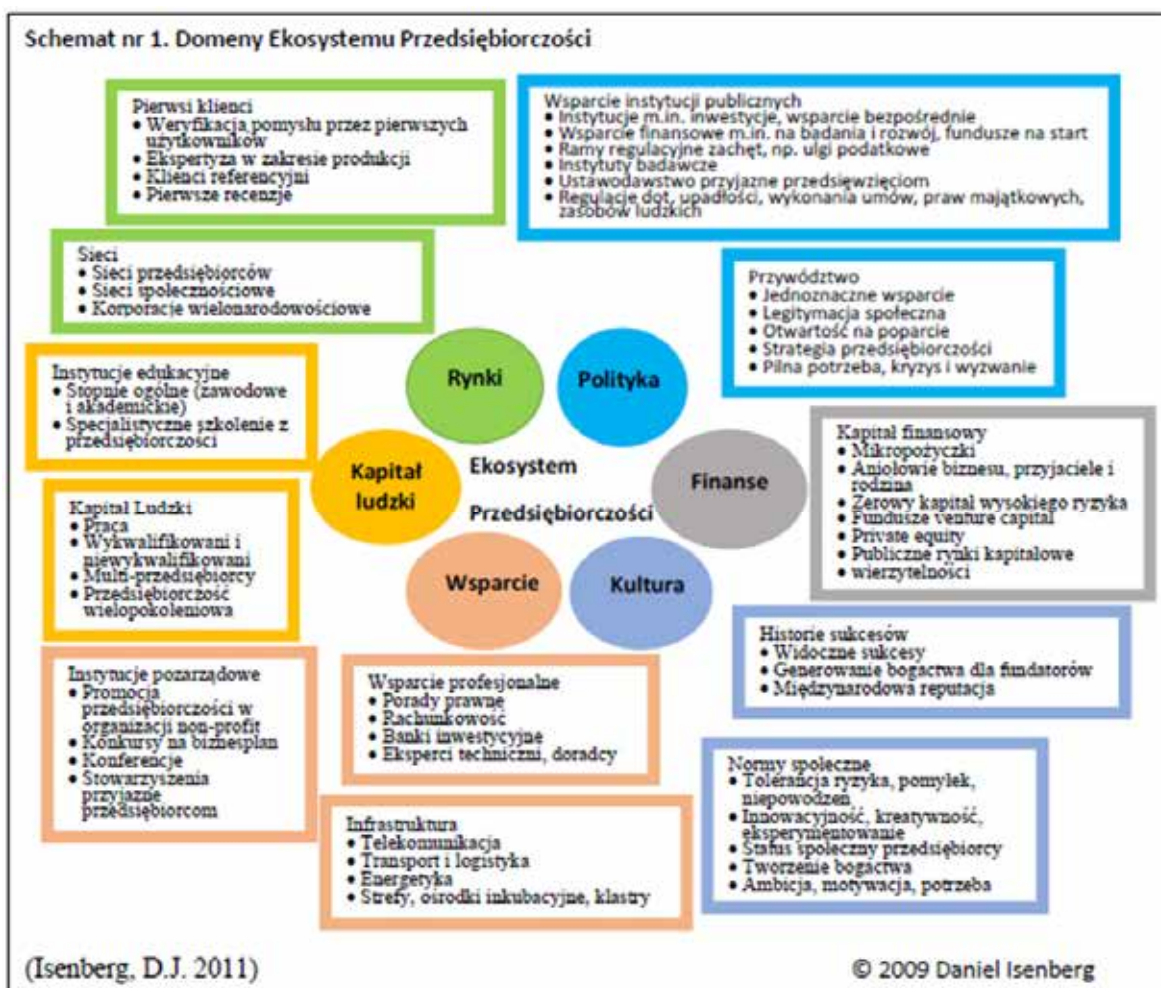 Schemat nr 1. Domeny Ekosystemu Przedsiębiorczości
Pierwsi klienci
• Weryfikacja pomysłu przez pierwszych
użytkowników
• Ekspertyza w zakresie produkcji
• Klienci referencyjni
• Pierwsze recenzje
Wsparcie instytucji publicznych
• Instytucje m.in. inwestycje, wsparcie bezpośrednie
• Wsparcie finansowe m.in. na badania i rozwój, fundusze na start
• Ramy regulacyjne zachęt, np. ulgi podatkowe
• Instytuty badawcze
• Ustawodawstwo przyjazne przedsięwzięciom
• Regulacje dot, upadłości, wykonania umów, praw majątkowych,
zasobów ludzkich
Sieci
• Sieci przedsiębiorców
• Sieci społecznościowe
• Korporacje wielonarodowościowe
Przywództwo
• Jednoznaczne wsparcie
• Legitymacja społeczna
• Otwartość na poparcie
• Strategia przedsiębiorczości
• Pilna potrzeba, kryzys i wyzwanie
Instytucje edukacyjne
• Stopnie ogólne (zawodowe
i akademickie)
• Specjalistyczne szkolenie z
przedsiębiorczości
Rynki
Polityka
Kapitał
ludzki
Ekosystem
Przedsiębiorczości
Finanse
Wsparcie
Kultura
Kapitał finansowy
• Mikropożyczki
• Aniołowie biznesu, przyjaciele i
rodzina
• Zerowy kapitał wysokiego ryzyka
• Fundusze venture capital
• Private equity
• Publiczne rynki kapitałowe
• wierzytelności
Kapitał Ludzki
• Praca
• Wykwalifikowani i
niewykwalifikowani
• Multi-przedsiębiorcy
• Przedsiębiorczość
wielopokoleniowa
Historie sukcesów
• Widoczne sukcesy
• Generowanie bogactwa dla fundatorów
• Międzynarodowa reputacja
Instytucje pozarządowe
• Promocja
przedsiębiorczości w
organizacji non-profit
• Konkursy na biznesplan
• Konferencje
• Stowarzyszenia
przyjazne
przedsiębiorcom
Wsparcie profesjonalne
• Porady prawne
• Rachunkowość
• Banki inwestycyjne
• Eksperci techniczni, doradcy
Normy społeczne
• Tolerancja ryzyka, pomyłek,
niepowodzeń
• Innowacyjność, kreatywność,
eksperymentowanie
• Status społeczny przedsiębiorcy
• Tworzenie bogactwa
• Ambicja, motywacja, potrzeba
Infrastruktura
• Telekomunikacja
• Transport i logistyka
• Energetyka
• Strefy, ośrodki inkubacyjne, klastry
(Isenberg, D.J. 2011)
© 2009 Daniel Isenberg